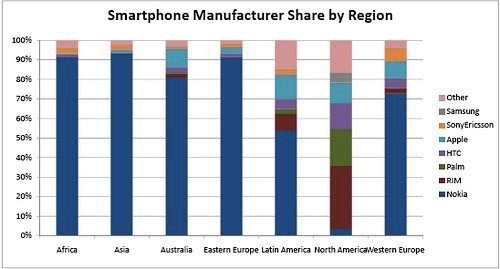 Smartphone Manufacturer Share by Region
100%
90%
80%
70%
60%
50%
40%
30%
20%
10%
0%
Other
Samsung
SonyEricsson
Apple
HTC
Palm
RIM
Nokia
Africa Asia Australia Eastern Europe Latin America North America Western Europe